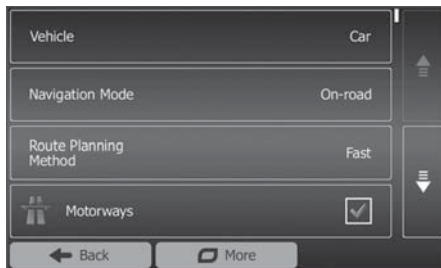 Vehicle Car
Navigation Mode On-road
Route Planning
Method Fast
Motorways
Back More